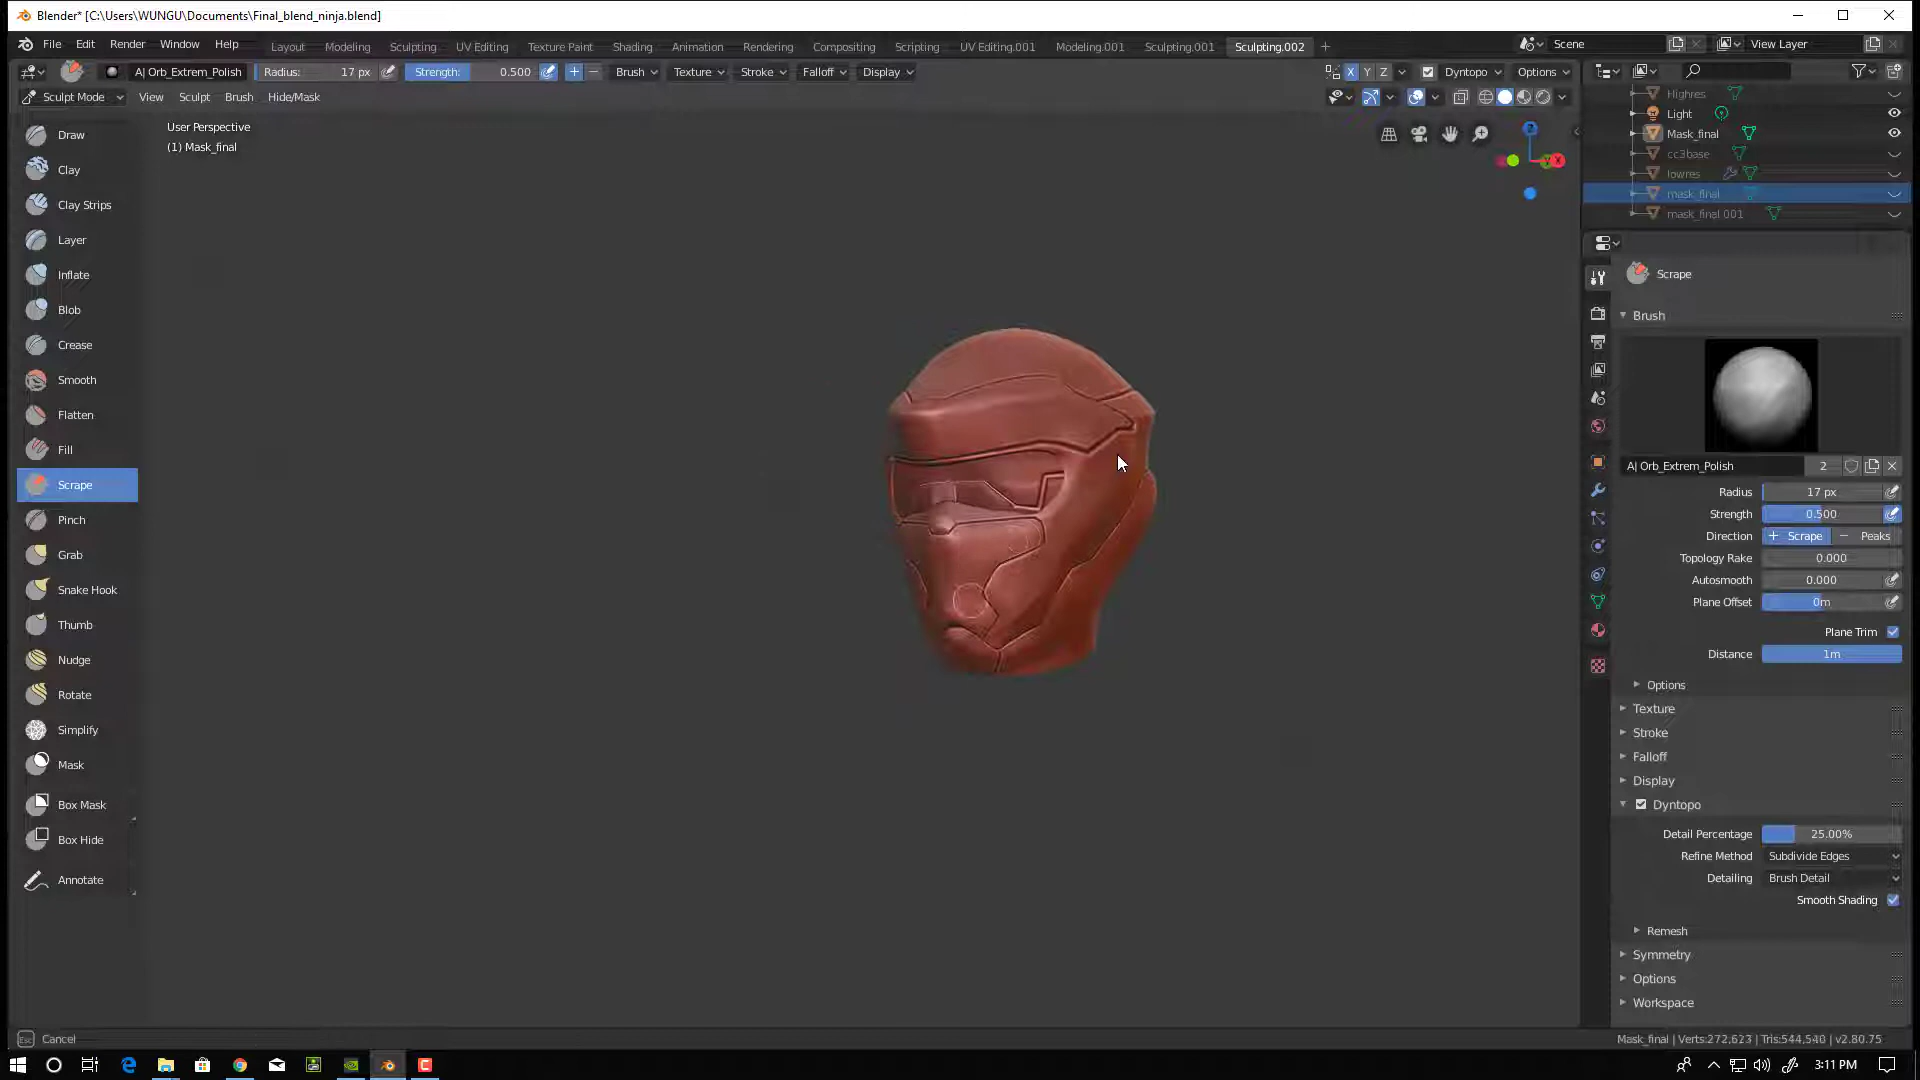 Blender* [C:\Users\WUNGU\Documents\Final_blend_ninja.blend]
File Edit Render Window Help Layout Modeling Sculpting UV Editing Texture Paint Shading Animation Rendering Compositing Scripting UV Editing.001 Modeling.001 Sculpting.001 Sculpting.002 + Scene View Layer
A| Orb_Extrem_Polish Radius: 17 px Strength: 0.500 + − Brush Texture Stroke Falloff Display X Y Z Dyntopo Options
Sculpt Mode View Sculpt Brush Hide/Mask
User Perspective
(1) Mask_final
Draw
Clay
Clay Strips
Layer
Inflate
Blob
Crease
Smooth
Flatten
Fill
Scrape
Pinch
Grab
Snake Hook
Thumb
Nudge
Rotate
Simplify
Mask
Box Mask
Box Hide
Annotate
Z
X
Y
Highres
Light
Mask_final
cc3base
lowres
mask_final
mask_final 001
Scrape
Brush
A| Orb_Extrem_Polish 2
Radius 17 px
Strength 0.500
Direction + Scrape − Peaks
Topology Rake 0.000
Autosmooth 0.000
Plane Offset 0m
Plane Trim
Distance 1m
Options
Texture
Stroke
Falloff
Display
Dyntopo
Detail Percentage 25.00%
Refine Method Subdivide Edges
Detailing Brush Detail
Smooth Shading
Remesh
Symmetry
Options
Workspace
Esc Cancel
Mask_final | Verts:272,623 | Tris:544,540 | v2.80.75
3:11 PM